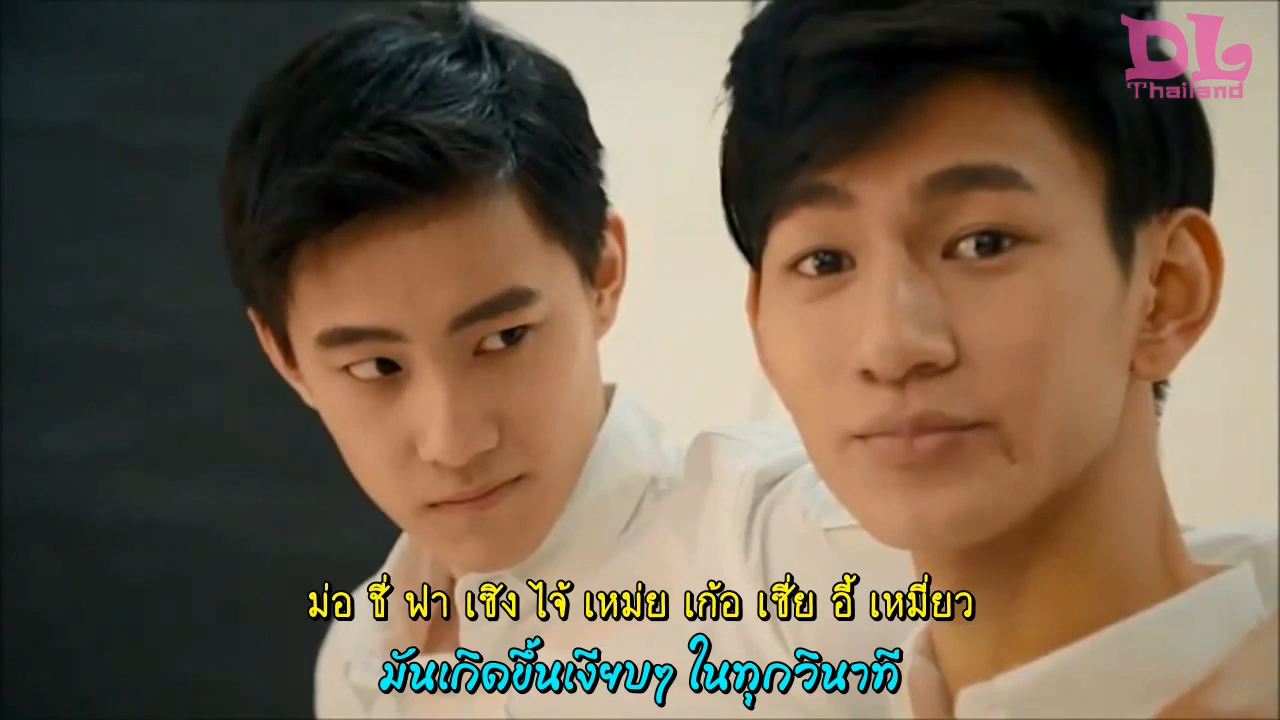 DL
Thailand
ม่อ ชี่ ฟา เชิง ไจ้ เหม่ย เก้อ เซี่ย อี้ เหมี่ยว
มันเกิดขึ้นเงียบๆ ในทุกวินาที